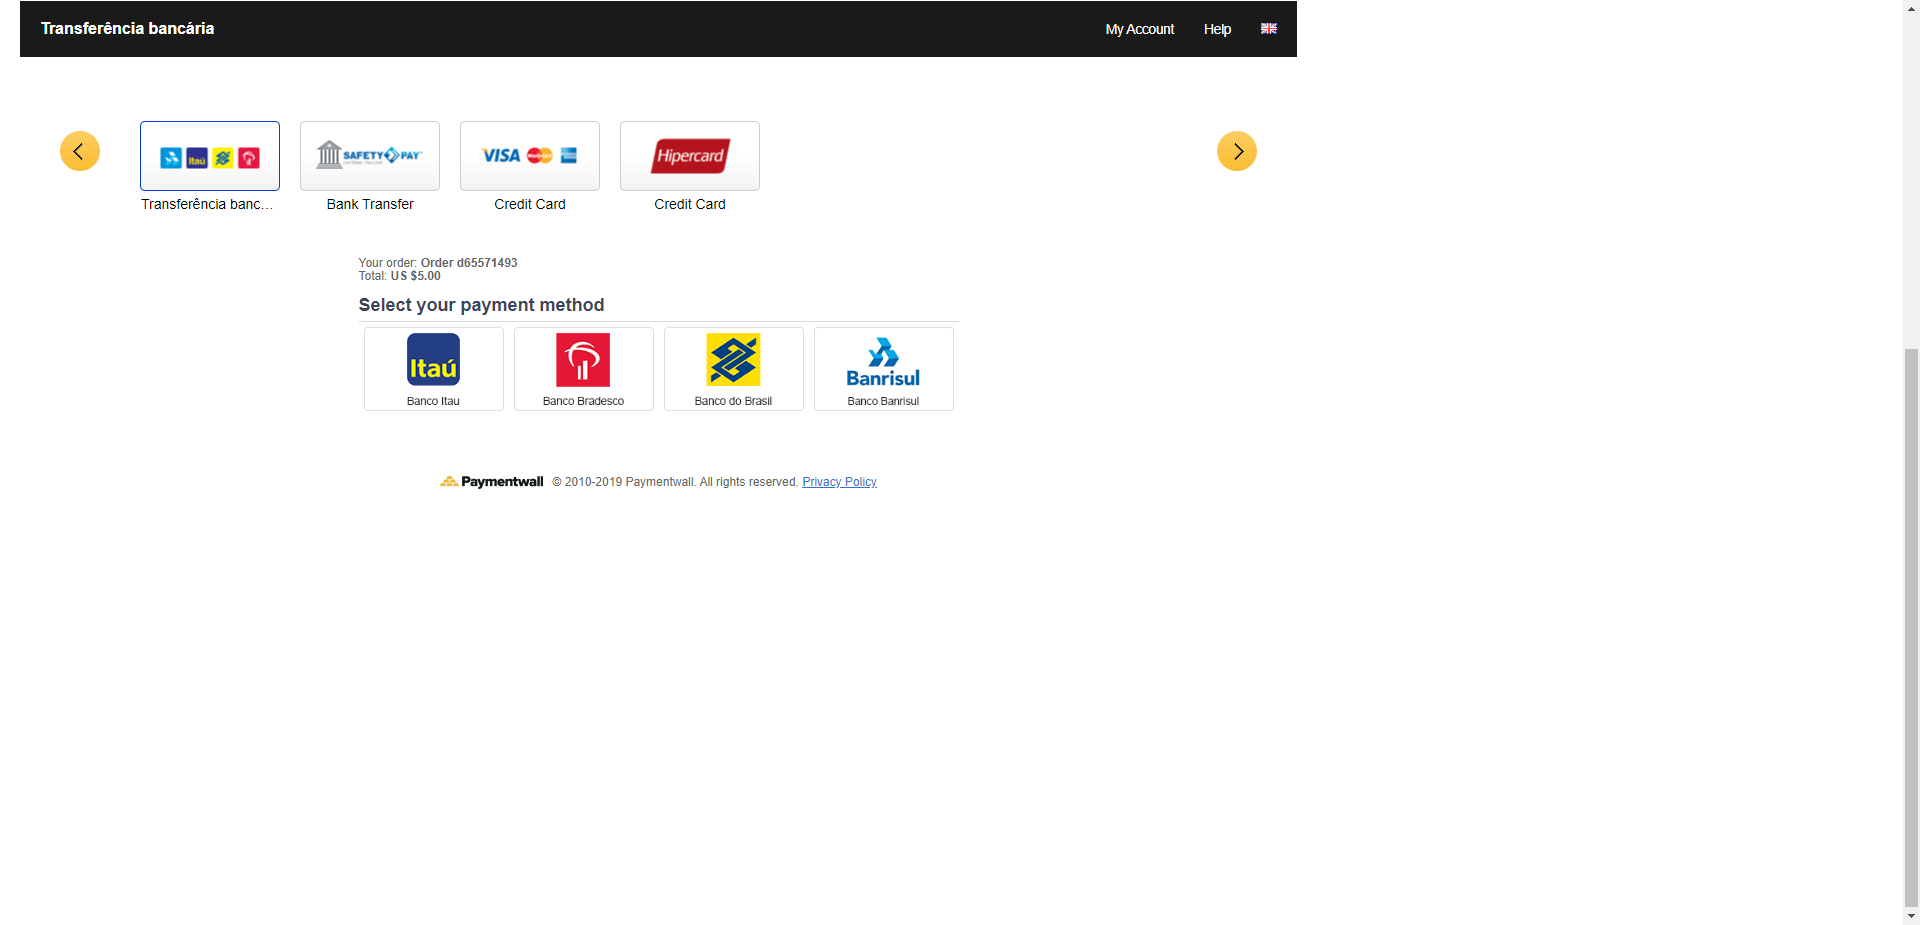 Transferência bancária
My Account Help
Itaú
SAFETY PAY
VISA
Hipercard
Transferência banc...
Bank Transfer
Credit Card
Credit Card
Your order: Order d65571493
Total: US $5.00
Select your payment method
Itaú
Banrisul
Banco Itau
Banco Bradesco
Banco do Brasil
Banco Banrisul
Paymentwall © 2010-2019 Paymentwall. All rights reserved. Privacy Policy